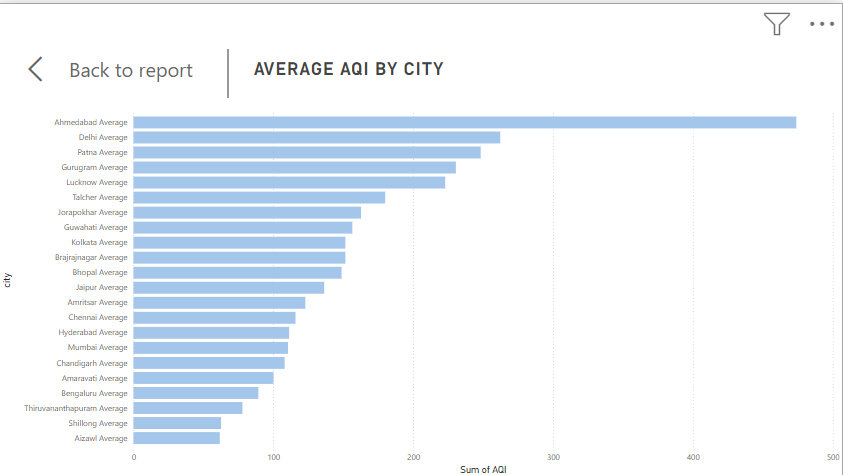 Back to report
AVERAGE AQI BY CITY
Ahmedabad Average
Delhi Average
Patna Average
Gurugram Average
Lucknow Average
Talcher Average
Jorapokhar Average
Guwahati Average
Kolkata Average
Brajrajnagar Average
Bhopal Average
Jaipur Average
Amritsar Average
Chennai Average
Hyderabad Average
Mumbai Average
Chandigarh Average
Amaravati Average
Bengaluru Average
Thiruvananthapuram Average
Shillong Average
Aizawl Average
city
0 100 200 300 400 500
Sum of AQI